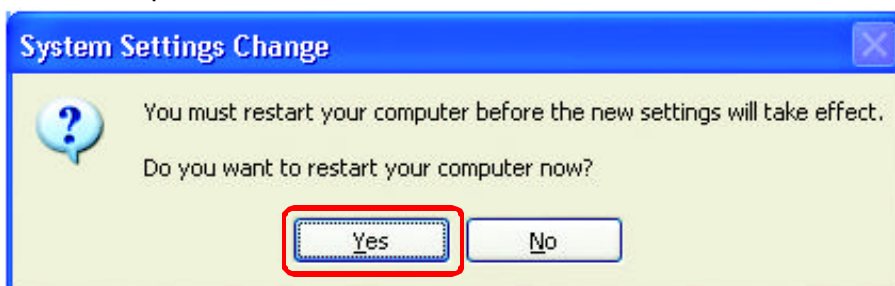 System Settings Change
You must restart your computer before the new settings will take effect.
Do you want to restart your computer now?
Yes
No